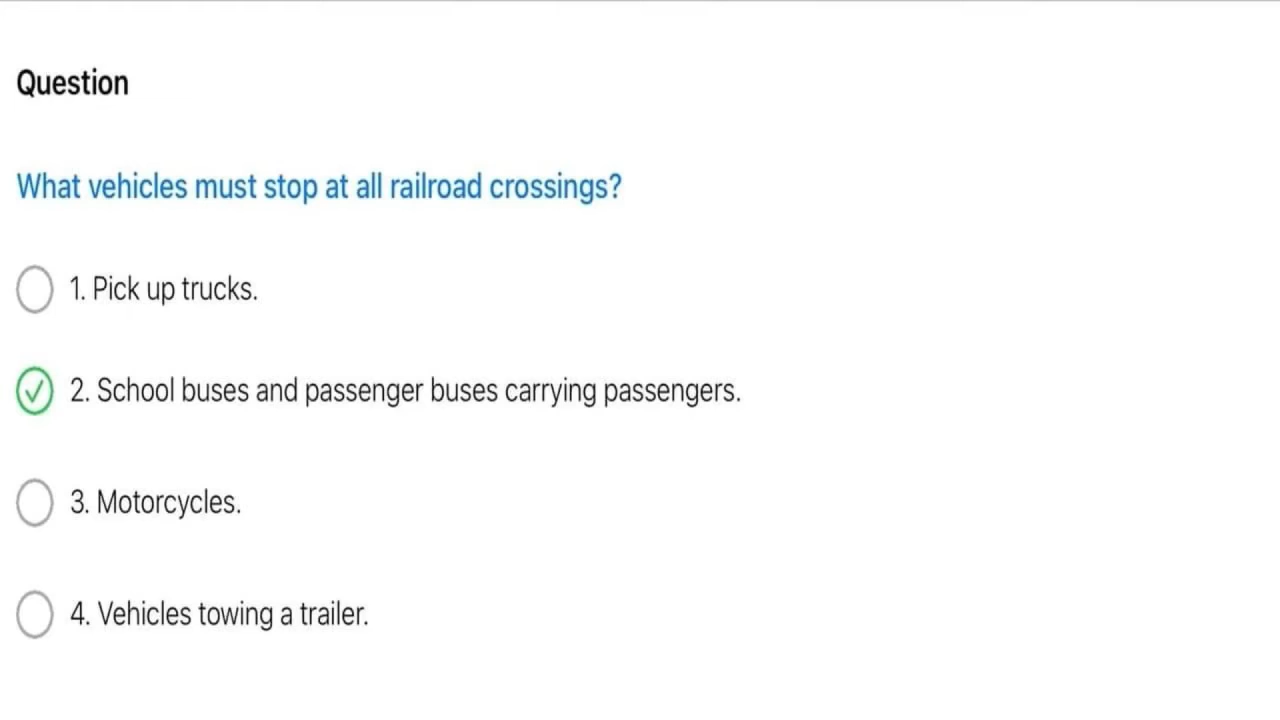 Question
What vehicles must stop at all railroad crossings?
1. Pick up trucks.
2. School buses and passenger buses carrying passengers.
3. Motorcycles.
4. Vehicles towing a trailer.